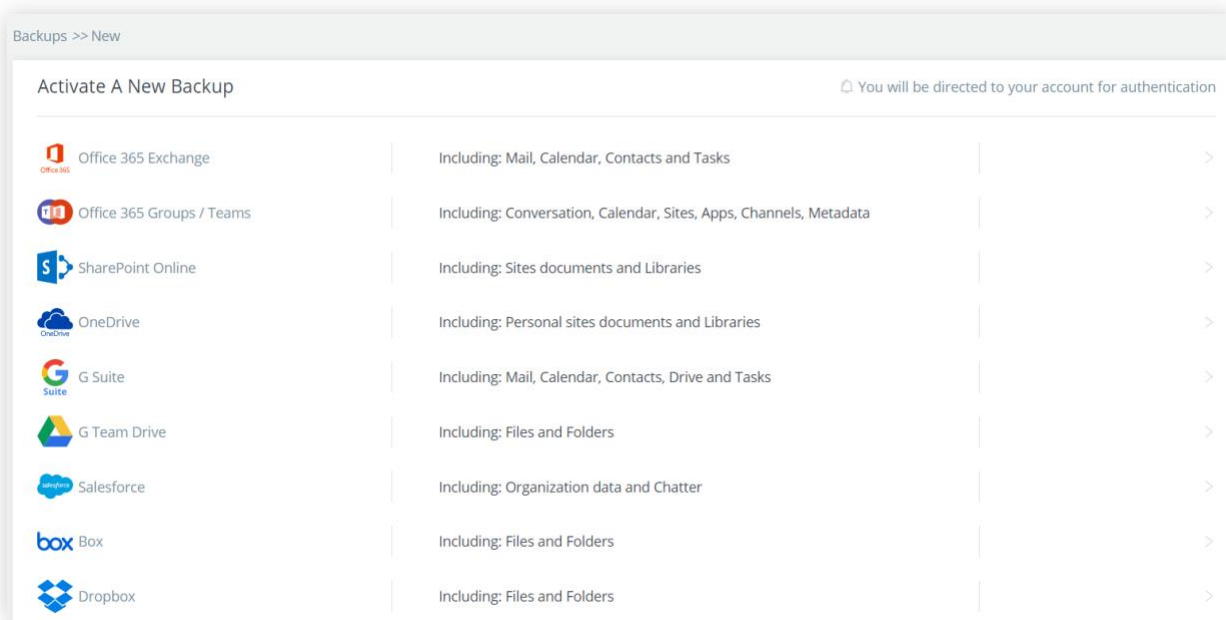 Backups >> New
Activate A New Backup
You will be directed to your account for authentication
Office 365
Office 365 Exchange
Including: Mail, Calendar, Contacts and Tasks
T
Office 365 Groups / Teams
Including: Conversation, Calendar, Sites, Apps, Channels, Metadata
S
SharePoint Online
Including: Sites documents and Libraries
OneDrive
OneDrive
Including: Personal sites documents and Libraries
G
Suite
G Suite
Including: Mail, Calendar, Contacts, Drive and Tasks
G Team Drive
Including: Files and Folders
salesforce
Salesforce
Including: Organization data and Chatter
box
Box
Including: Files and Folders
Dropbox
Including: Files and Folders